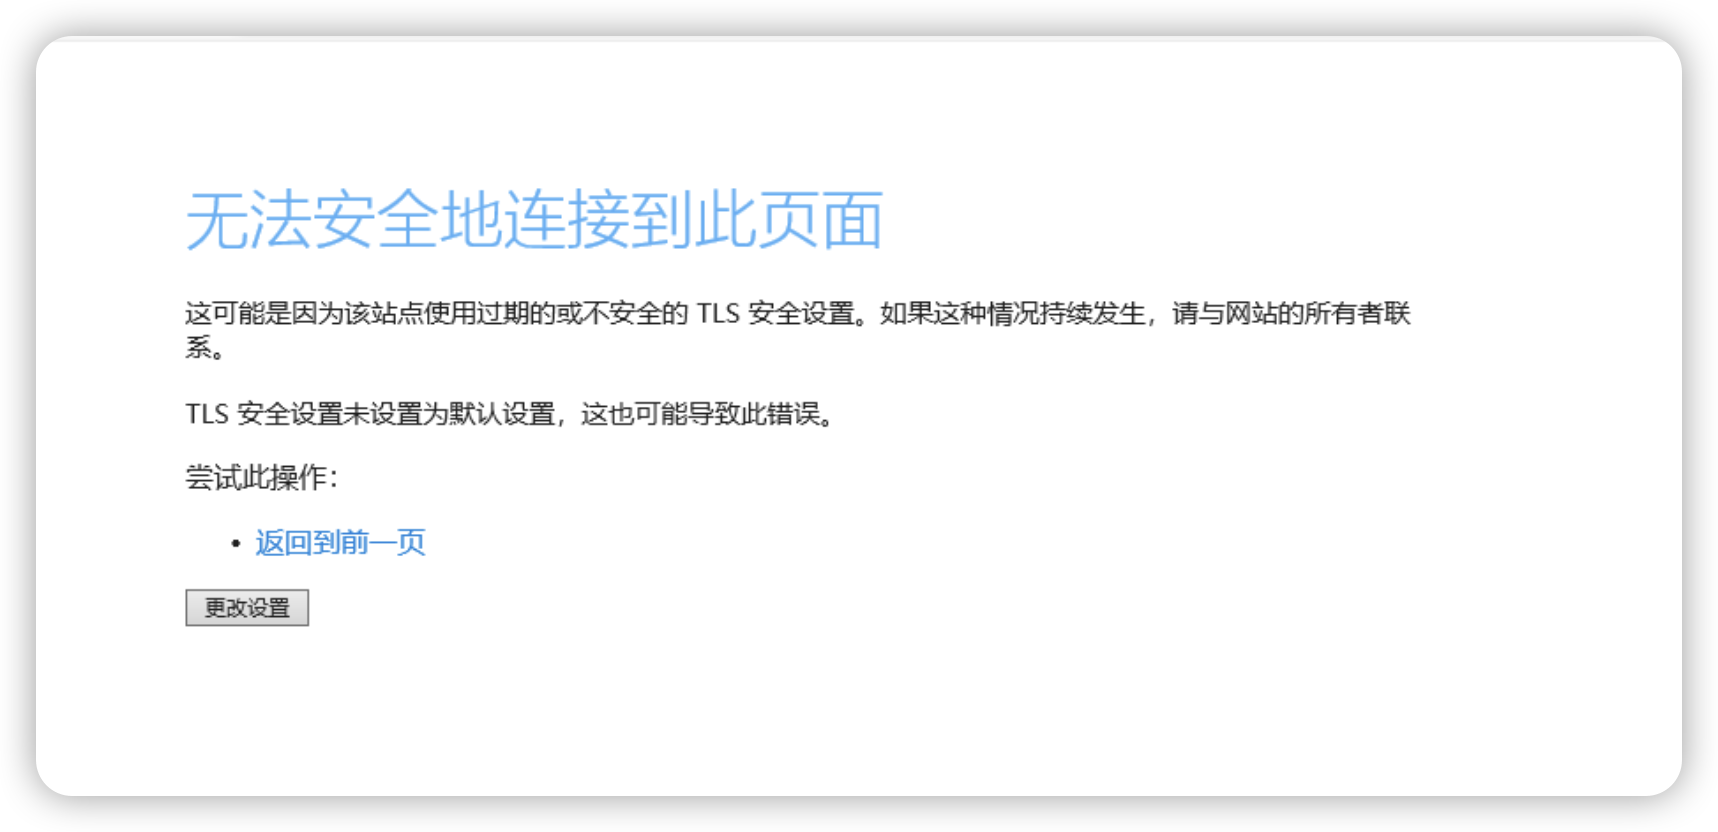 无法安全地连接到此页面
这可能是因为该站点使用过期的或不安全的 TLS 安全设置。如果这种情况持续发生，请与网站的所有者联
系。
TLS 安全设置未设置为默认设置，这也可能导致此错误。
尝试此操作：
• 返回到前一页
更改设置